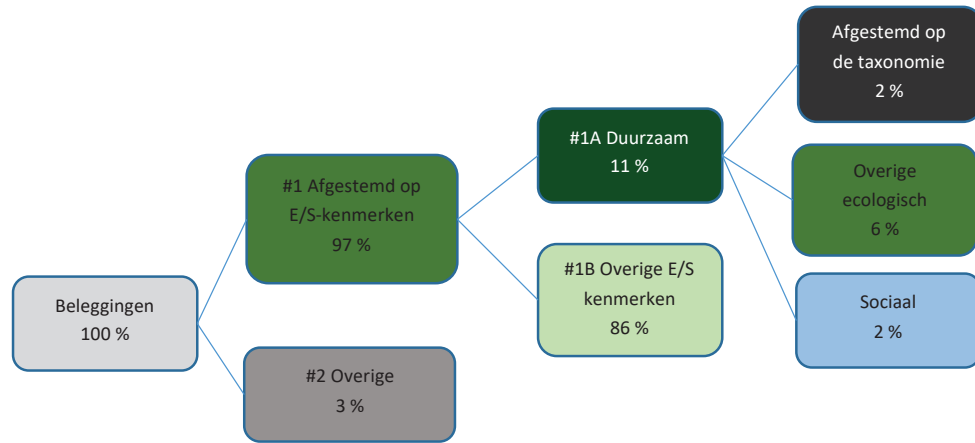 Beleggingen
100 %
#1 Afgestemd op
E/S-kenmerken
97 %
#2 Overige
3 %
#1A Duurzaam
11 %
#1B Overige E/S
kenmerken
86 %
Afgestemd op
de taxonomie
2 %
Overige
ecologisch
6 %
Sociaal
2 %